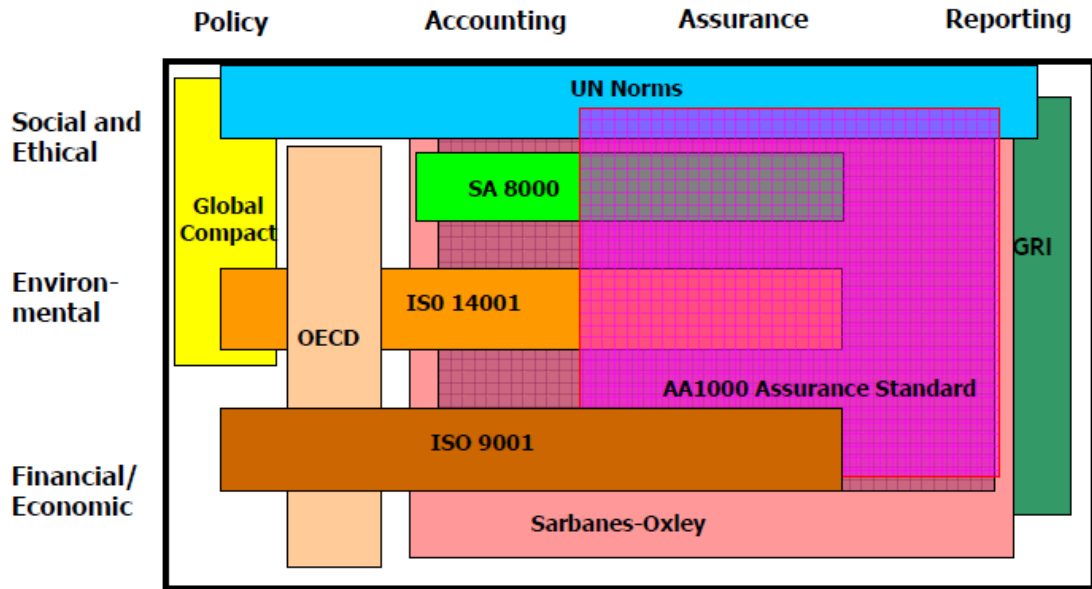 Policy Accounting Assurance Reporting
UN Norms
Social and
Ethical
SA 8000
Global
Compact
GRI
Environ-
mental
IS0 14001
OECD
AA1000 Assurance Standard
ISO 9001
Financial/
Economic
Sarbanes-Oxley